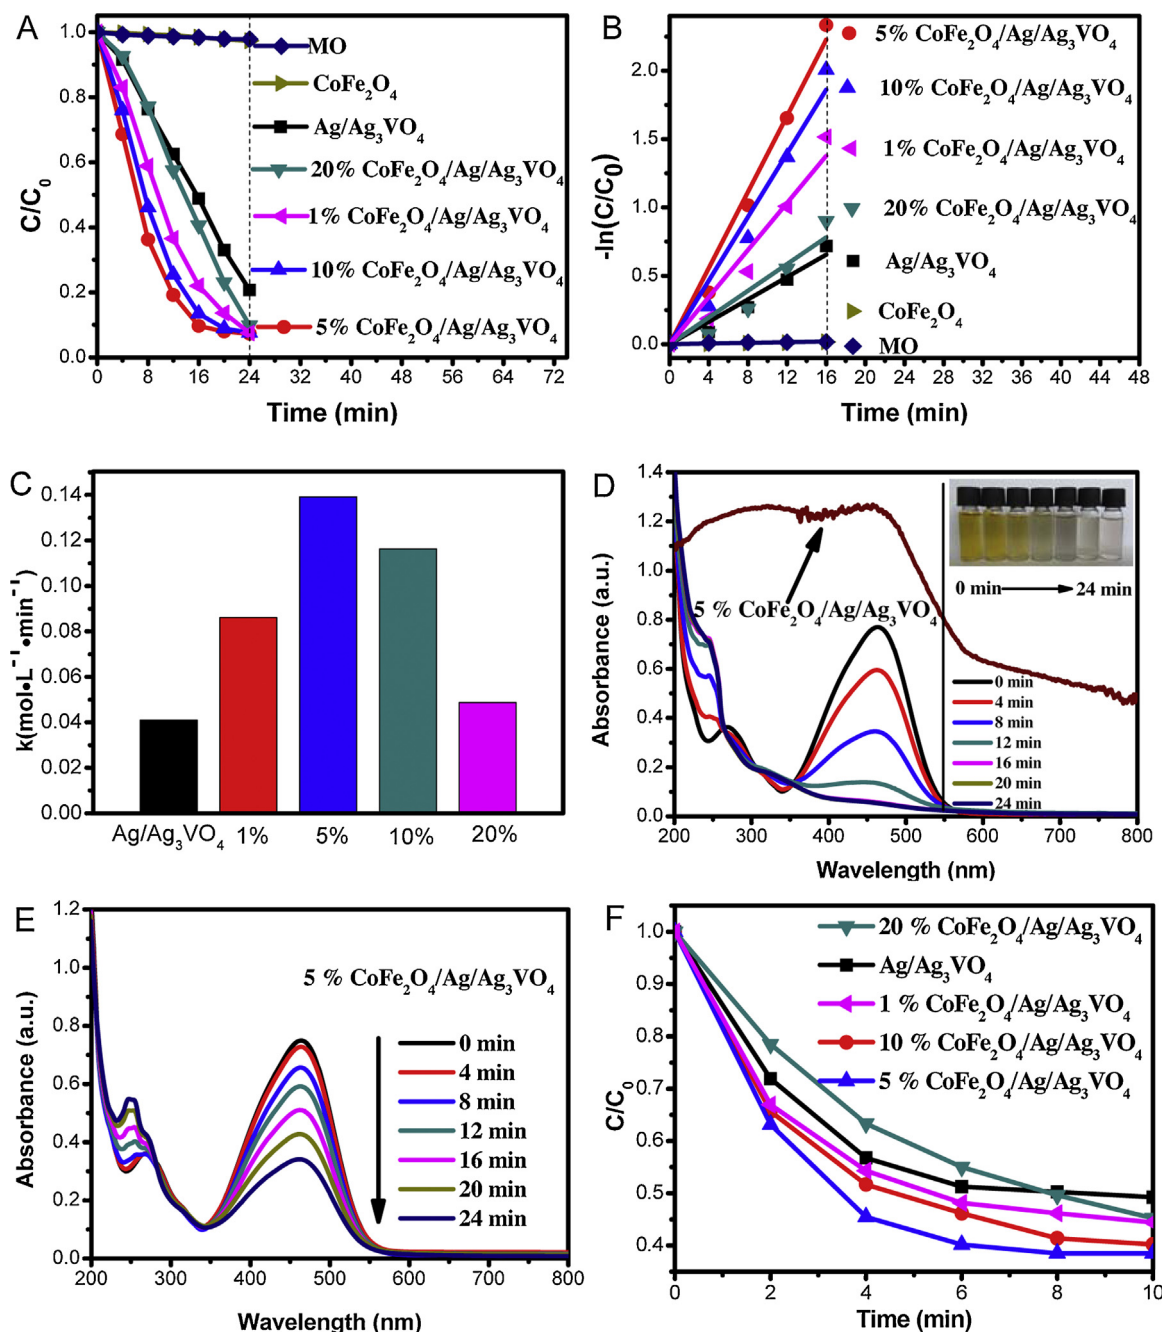 A
1.0
0.8
0.6
0.4
0.2
0.0
C/C₀
0 8 16 24 32 40 48 56 64 72
Time (min)
MO
CoFe₂O₄
Ag/Ag₃VO₄
20% CoFe₂O₄/Ag/Ag₃VO₄
1% CoFe₂O₄/Ag/Ag₃VO₄
10% CoFe₂O₄/Ag/Ag₃VO₄
5% CoFe₂O₄/Ag/Ag₃VO₄
B
2.0
1.5
1.0
0.5
0.0
-ln(C/C₀)
0 4 8 12 16 20 24 28 32 36 40 44 48
Time (min)
5% CoFe₂O₄/Ag/Ag₃VO₄
10% CoFe₂O₄/Ag/Ag₃VO₄
1% CoFe₂O₄/Ag/Ag₃VO₄
20% CoFe₂O₄/Ag/Ag₃VO₄
Ag/Ag₃VO₄
CoFe₂O₄
MO
C
0.14
0.12
0.10
0.08
0.06
0.04
0.02
0.00
k(mol•L⁻¹•min⁻¹)
Ag/Ag₃VO₄ 1% 5% 10% 20%
D
1.4
1.2
1.0
0.8
0.6
0.4
0.2
0.0
Absorbance (a.u.)
200 300 400 500 600 700 800
Wavelength (nm)
5 % CoFe₂O₄/Ag/Ag₃VO₄
0 min 24 min
0 min
4 min
8 min
12 min
16 min
20 min
24 min
E
1.2
1.0
0.8
0.6
0.4
0.2
0.0
Absorbance (a.u.)
200 300 400 500 600 700 800
Wavelength (nm)
5 % CoFe₂O₄/Ag/Ag₃VO₄
0 min
4 min
8 min
12 min
16 min
20 min
24 min
F
1.0
0.9
0.8
0.7
0.6
0.5
0.4
C/C₀
0 2 4 6 8 10
Time (min)
20 % CoFe₂O₄/Ag/Ag₃VO₄
Ag/Ag₃VO₄
1 % CoFe₂O₄/Ag/Ag₃VO₄
10 % CoFe₂O₄/Ag/Ag₃VO₄
5 % CoFe₂O₄/Ag/Ag₃VO₄